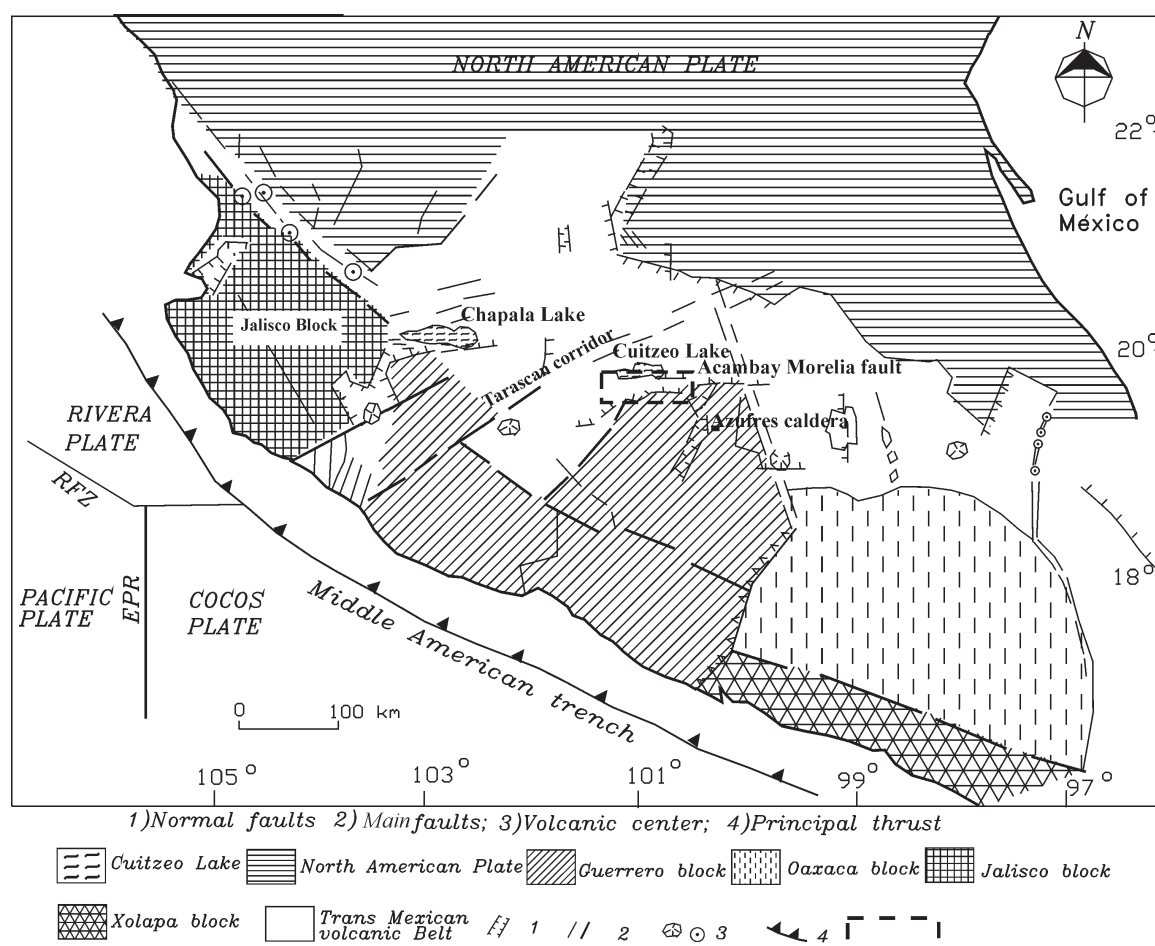 N
NORTH AMERICAN PLATE
22°
Gulf of
México
Jalisco Block
Chapala Lake
Tarascan corridor
Cuitzeo Lake
20°
Acambay Morelia fault
Azufres caldera
RIVERA
PLATE
RFZ
18°
PACIFIC
PLATE
EPR
COCOS
PLATE
Middle American trench
0 100 km
105° 103° 101° 99° 97°
1)Normal faults 2) Main faults; 3)Volcanic center; 4)Principal thrust
Cuitzeo Lake North American Plate Guerrero block Oaxaca block Jalisco block
Xolapa block Trans Mexican
volcanic Belt 1 2 3 4